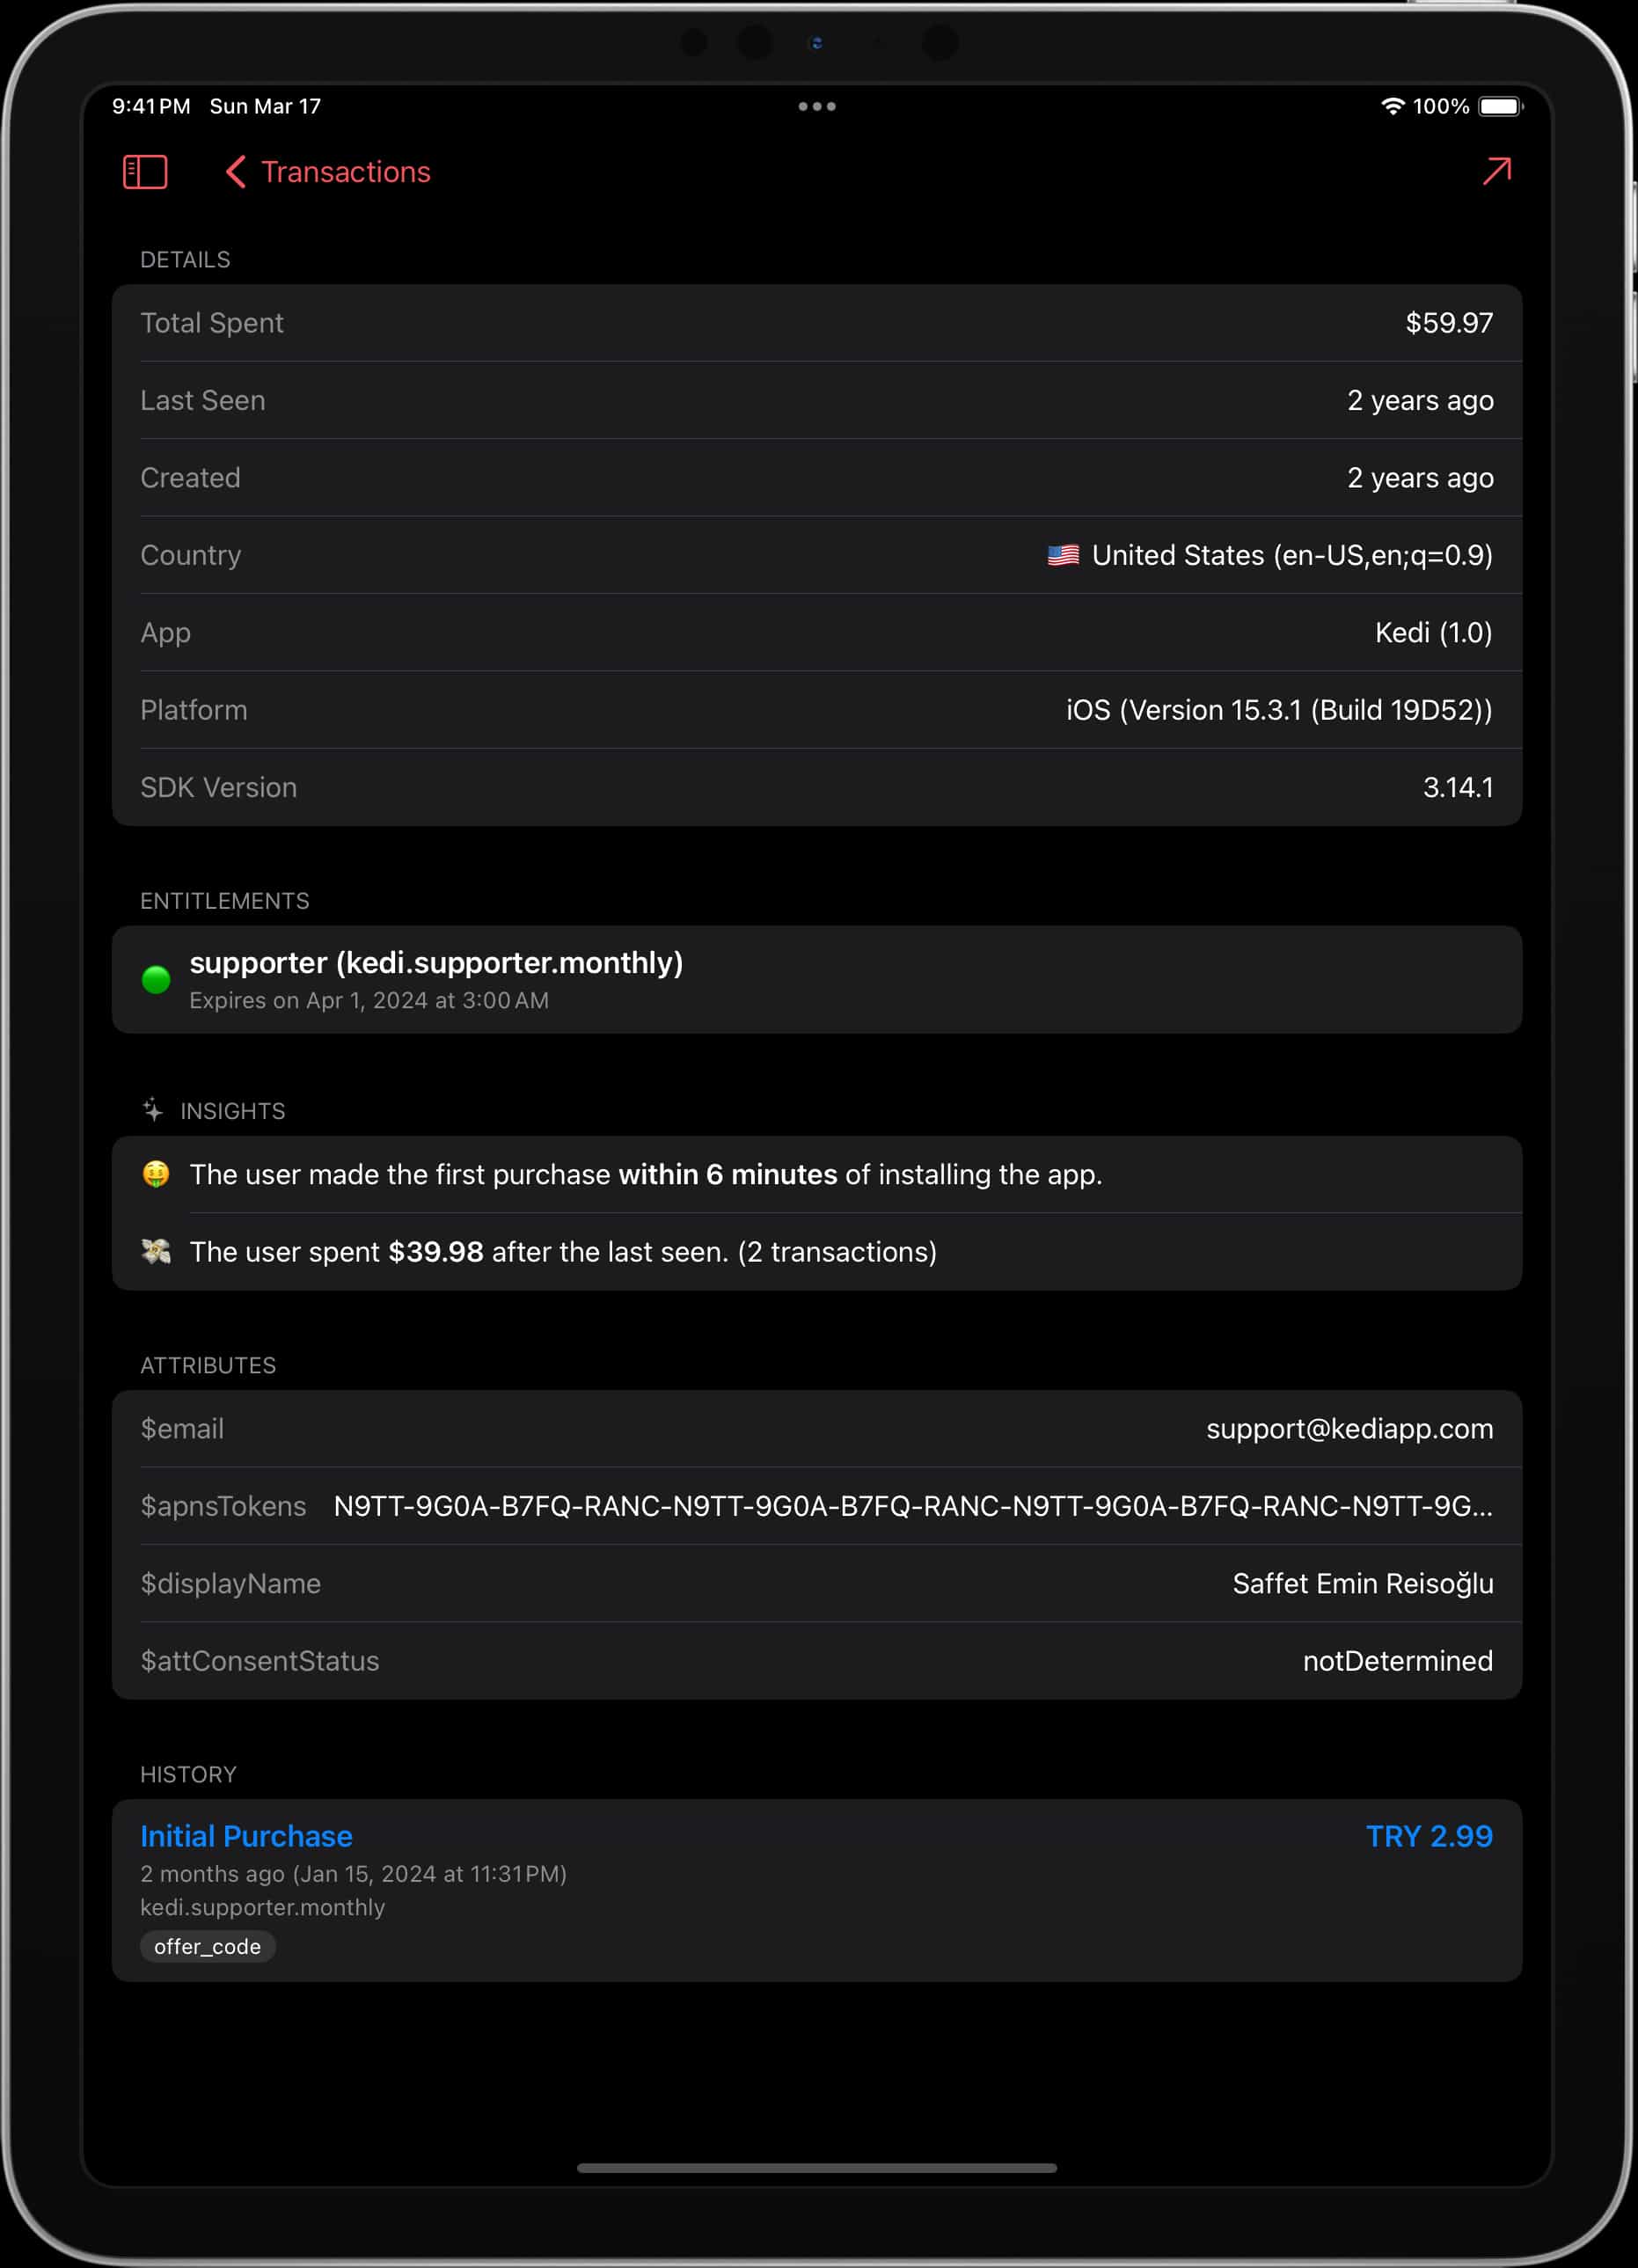 9:41 PM Sun Mar 17
100%
Transactions
DETAILS
Total Spent $59.97
Last Seen 2 years ago
Created 2 years ago
Country 🇺🇸 United States (en-US,en;q=0.9)
App Kedi (1.0)
Platform iOS (Version 15.3.1 (Build 19D52))
SDK Version 3.14.1
ENTITLEMENTS
supporter (kedi.supporter.monthly)
Expires on Apr 1, 2024 at 3:00 AM
INSIGHTS
The user made the first purchase within 6 minutes of installing the app.
The user spent $39.98 after the last seen. (2 transactions)
ATTRIBUTES
$email support@kediapp.com
$apnsTokens N9TT-9G0A-B7FQ-RANC-N9TT-9G0A-B7FQ-RANC-N9TT-9G0A-B7FQ-RANC-N9TT-9G...
$displayName Saffet Emin Reisoğlu
$attConsentStatus notDetermined
HISTORY
Initial Purchase TRY 2.99
2 months ago (Jan 15, 2024 at 11:31 PM)
kedi.supporter.monthly
offer_code